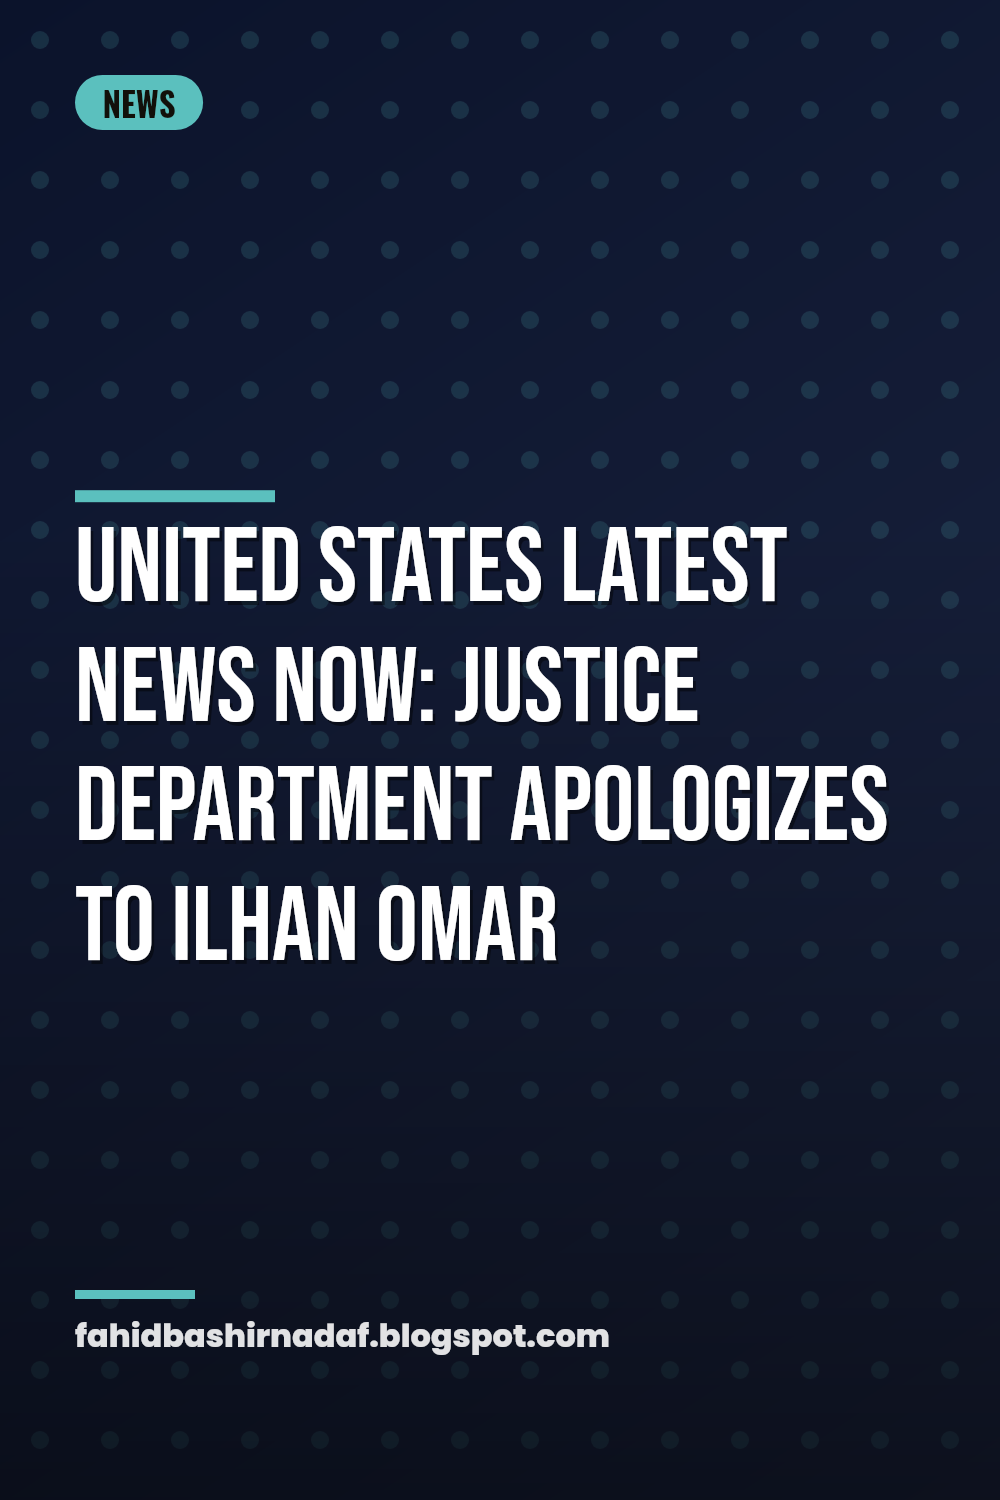 NEWS
UNITED STATES LATEST
NEWS NOW: JUSTICE
DEPARTMENT APOLOGIZES
TO ILHAN OMAR
fahidbashirnadaf.blogspot.com